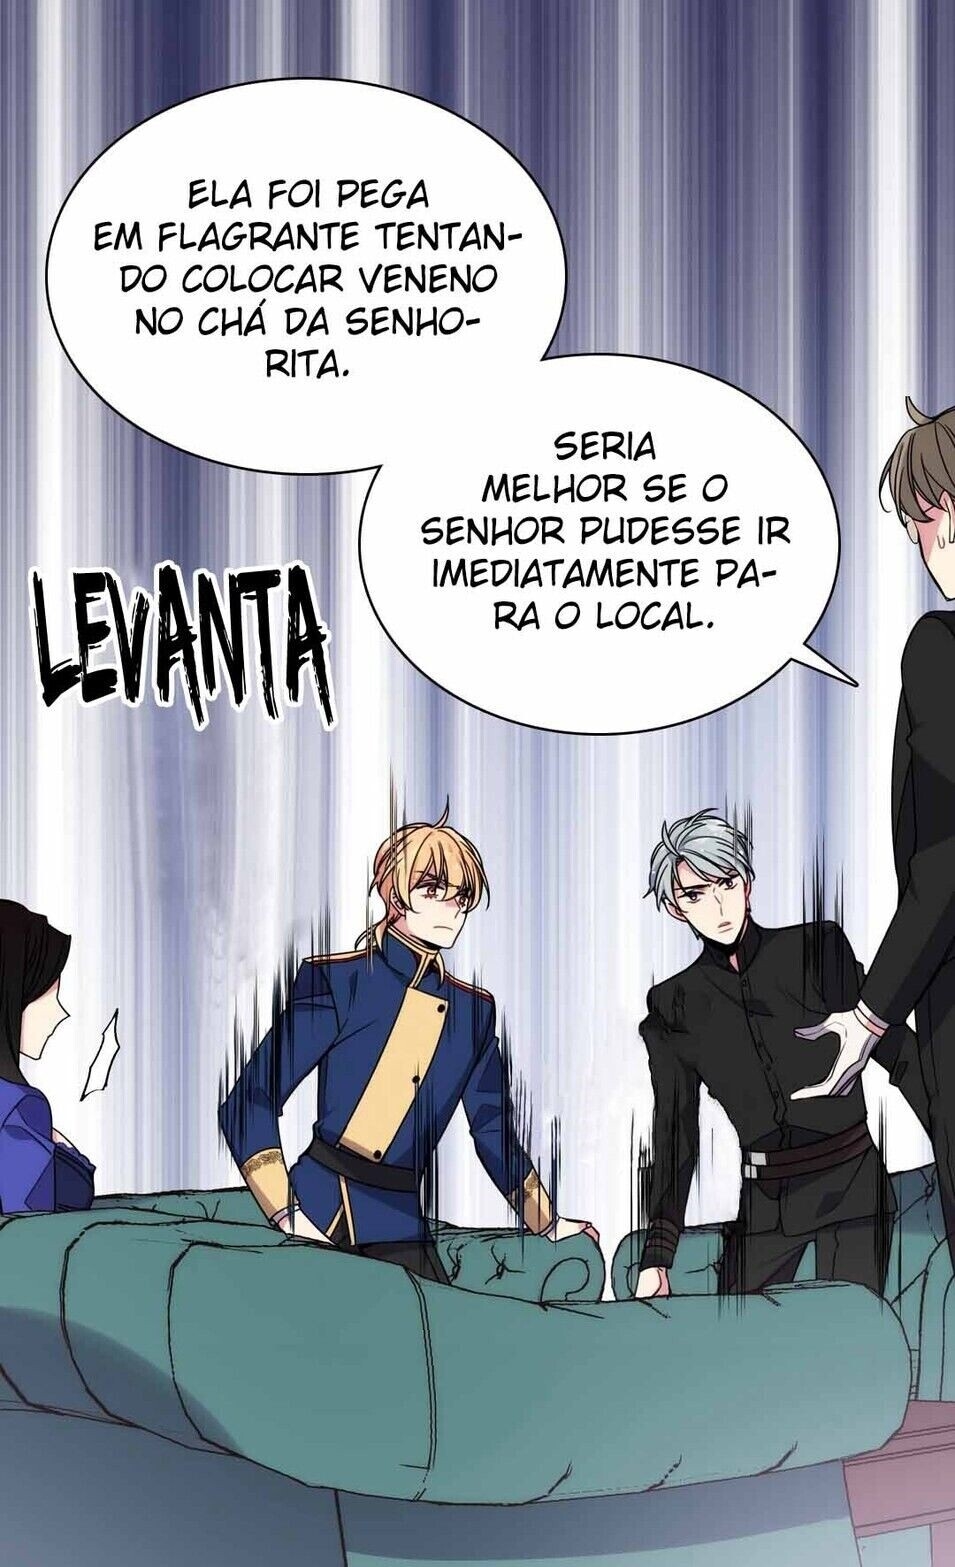 ELA FOI PEGA
EM FLAGRANTE TENTAN-
DO COLOCAR VENENO
NO CHÁ DA SENHO-
RITA.
SERIA
MELHOR SE O
SENHOR PUDESSE IR
IMEDIATAMENTE PA-
RA O LOCAL.
LEVANTA